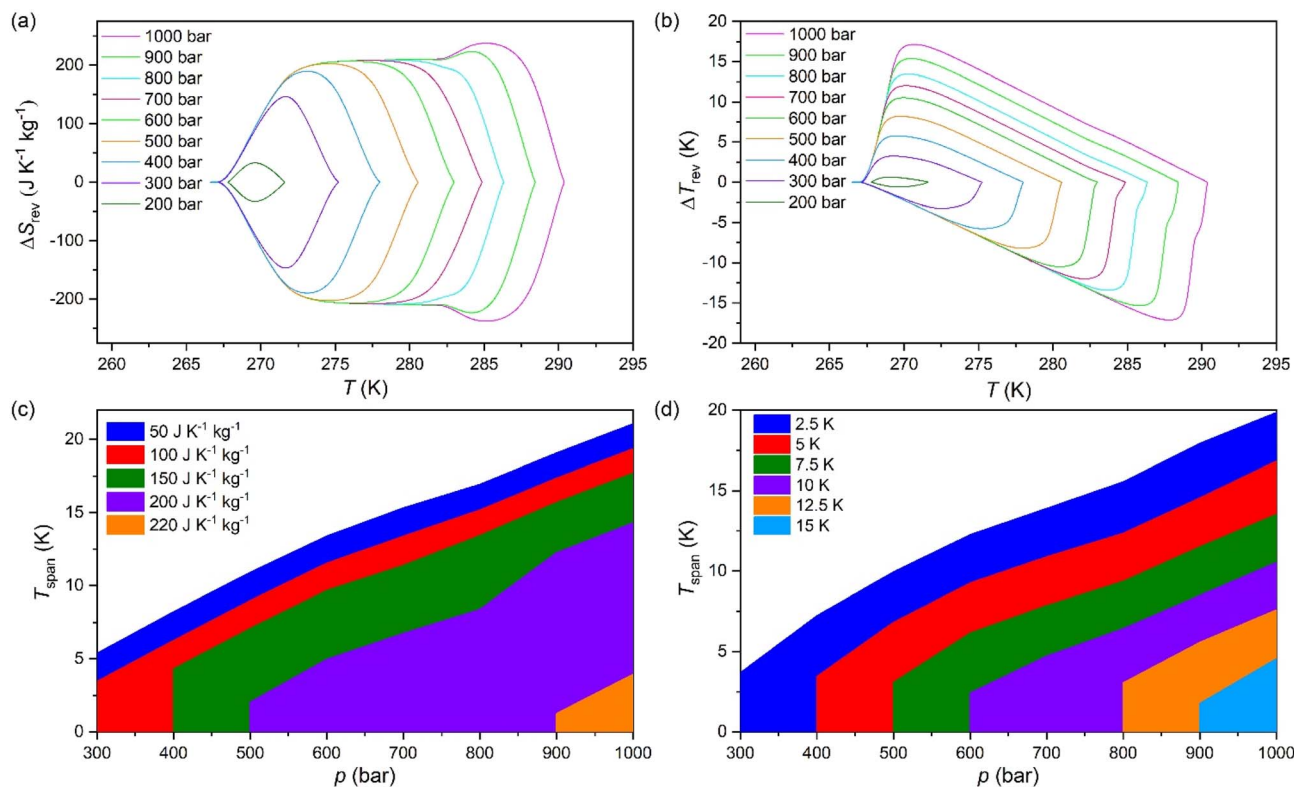 (a)
1000 bar
900 bar
800 bar
700 bar
600 bar
500 bar
400 bar
300 bar
200 bar
200
100
0
-100
-200
ΔS_rev (J K⁻¹ kg⁻¹)
260 265 270 275 280 285 290 295
T (K)
(b)
1000 bar
900 bar
800 bar
700 bar
600 bar
500 bar
400 bar
300 bar
200 bar
20
15
10
5
0
-5
-10
-15
-20
ΔT_rev (K)
260 265 270 275 280 285 290 295
T (K)
(c)
50 J K⁻¹ kg⁻¹
100 J K⁻¹ kg⁻¹
150 J K⁻¹ kg⁻¹
200 J K⁻¹ kg⁻¹
220 J K⁻¹ kg⁻¹
20
15
10
5
0
T_span (K)
300 400 500 600 700 800 900 1000
p (bar)
(d)
2.5 K
5 K
7.5 K
10 K
12.5 K
15 K
20
15
10
5
0
T_span (K)
300 400 500 600 700 800 900 1000
p (bar)